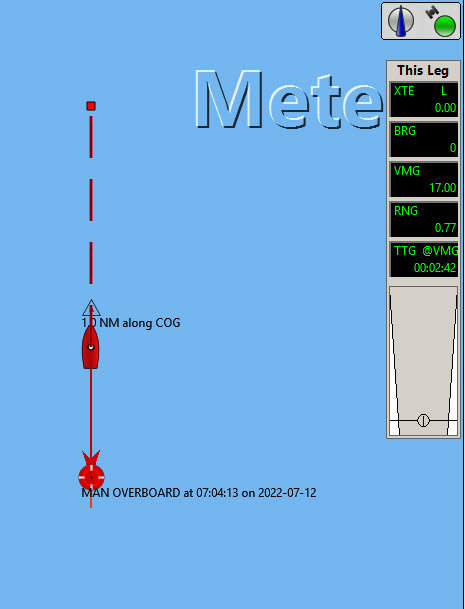 Mete
This Leg
XTE L
0.00
BRG
0
VMG
17.00
RNG
0.77
TTG @VMG
00:02:42
1.0 NM along COG
MAN OVERBOARD at 07:04:13 on 2022-07-12